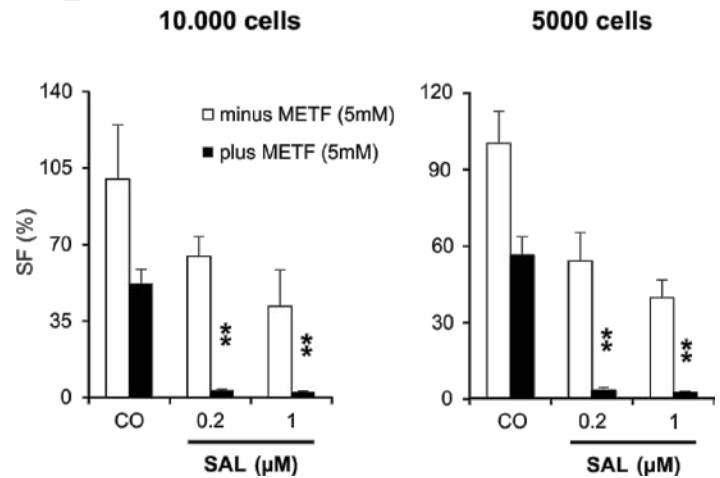 10.000 cells
5000 cells
SF (%)
140
105
70
35
0
minus METF (5mM)
plus METF (5mM)
**
**
CO
0.2
1
SAL (µM)
120
90
60
30
0
**
**
CO
0.2
1
SAL (µM)